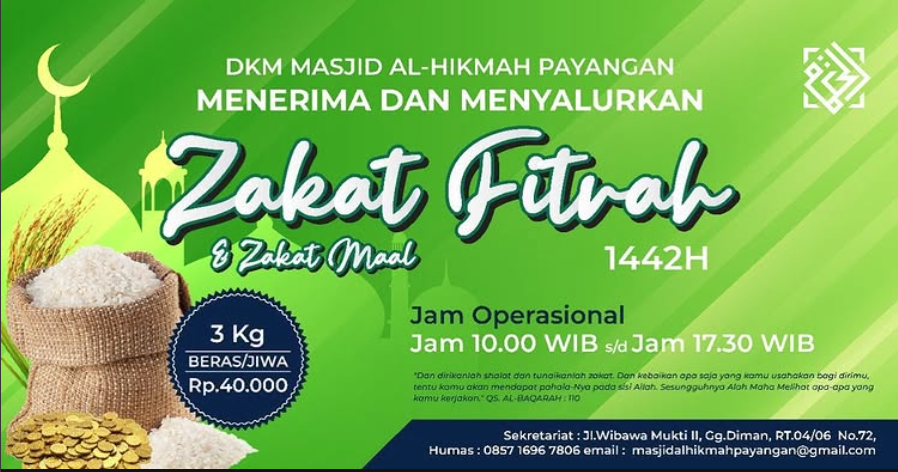 DKM MASJID AL-HIKMAH PAYANGAN
MENERIMA DAN MENYALURKAN
Zakat Fitrah
& Zakat Maal
1442H
3 Kg
BERAS/JIWA
Rp.40.000
Jam Operasional
Jam 10.00 WIB s/d Jam 17.30 WIB
"Dan dirikanlah shalat dan tunaikanlah zakat. Dan kebaikan apa saja yang kamu usahakan bagi dirimu,
tentu kamu akan mendapat pahala-Nya pada sisi Allah. Sesungguhnya Alah Maha Melihat apa-apa yang
kamu kerjakan." QS. AL-BAQARAH : 110
Sekretariat : Jl.Wibawa Mukti II, Gg.Diman, RT.04/06 No.72,
Humas : 0857 1696 7806 email : masjidalhikmahpayangan@gmail.com